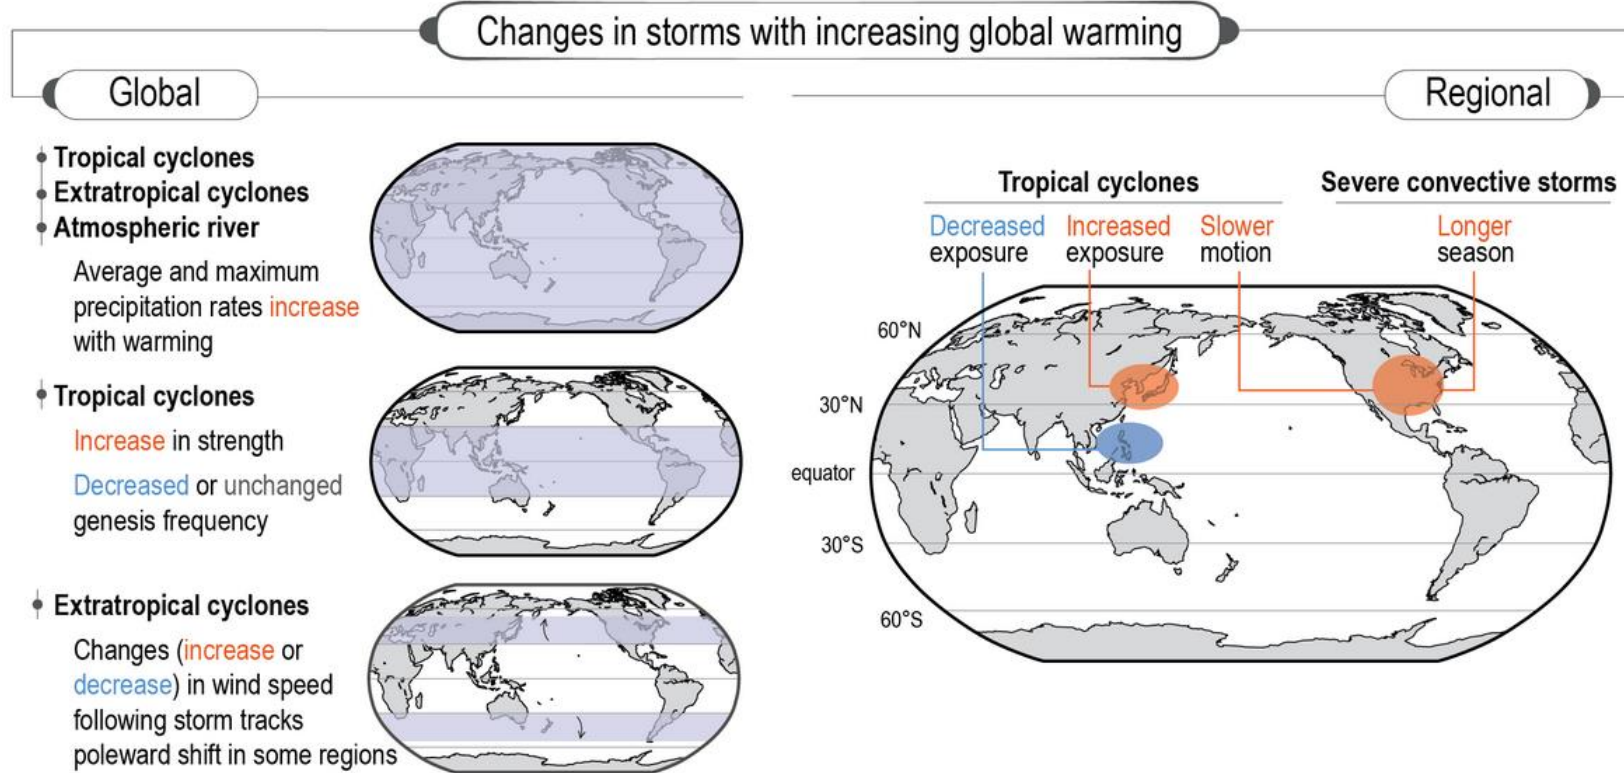 Changes in storms with increasing global warming
Global
Tropical cyclones
Extratropical cyclones
Atmospheric river
Average and maximum
precipitation rates increase
with warming
Tropical cyclones
Increase in strength
Decreased or unchanged
genesis frequency
Extratropical cyclones
Changes (increase or
decrease) in wind speed
following storm tracks
poleward shift in some regions
Regional
Tropical cyclones
Severe convective storms
Decreased
exposure
Increased
exposure
Slower
motion
Longer
season
60°N
30°N
equator
30°S
60°S